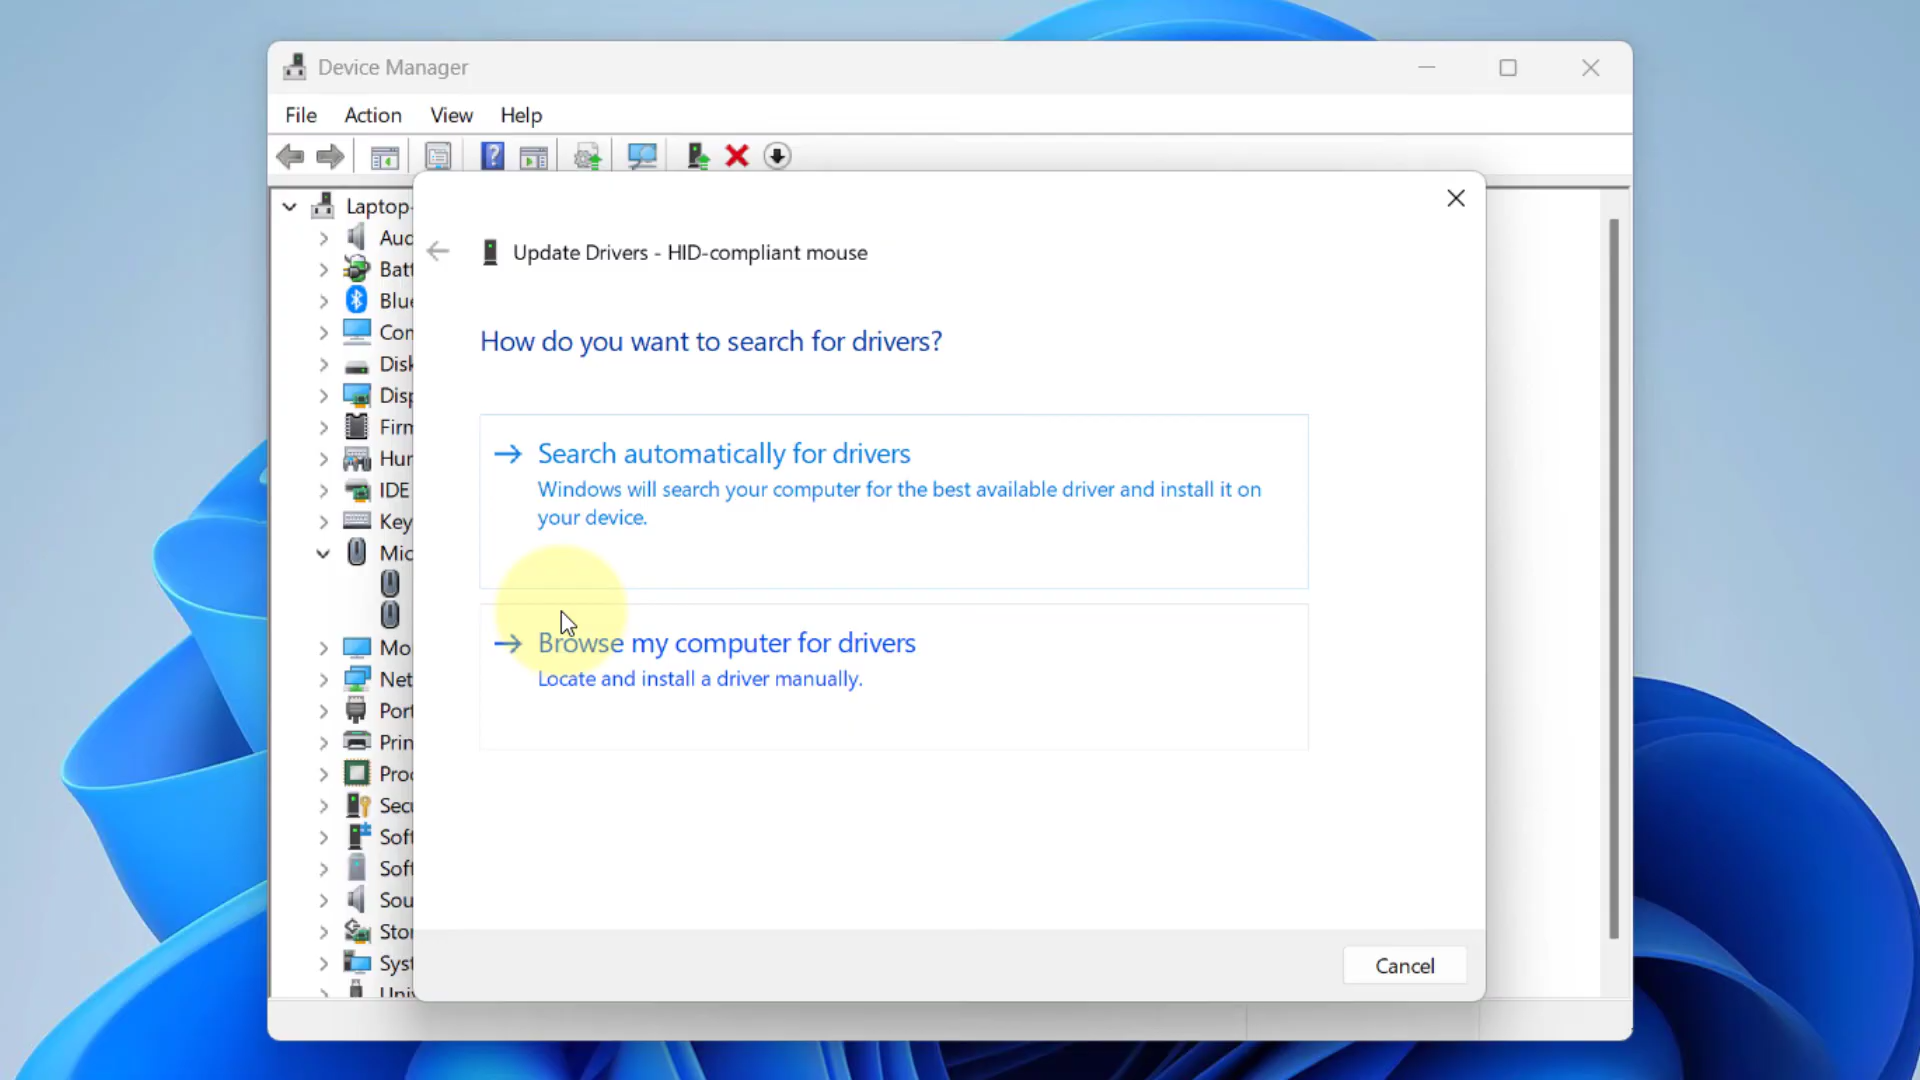 Device Manager
File Action View Help
Laptop-
Aud
Batt
Blue
Com
Disk
Disp
Firm
Hum
IDE
Key
Mic
Mo
Net
Port
Prin
Proc
Secu
Soft
Soft
Sou
Stor
Syst
Univ
Update Drivers - HID-compliant mouse
How do you want to search for drivers?
Search automatically for drivers
Windows will search your computer for the best available driver and install it on
your device.
Browse my computer for drivers
Locate and install a driver manually.
Cancel